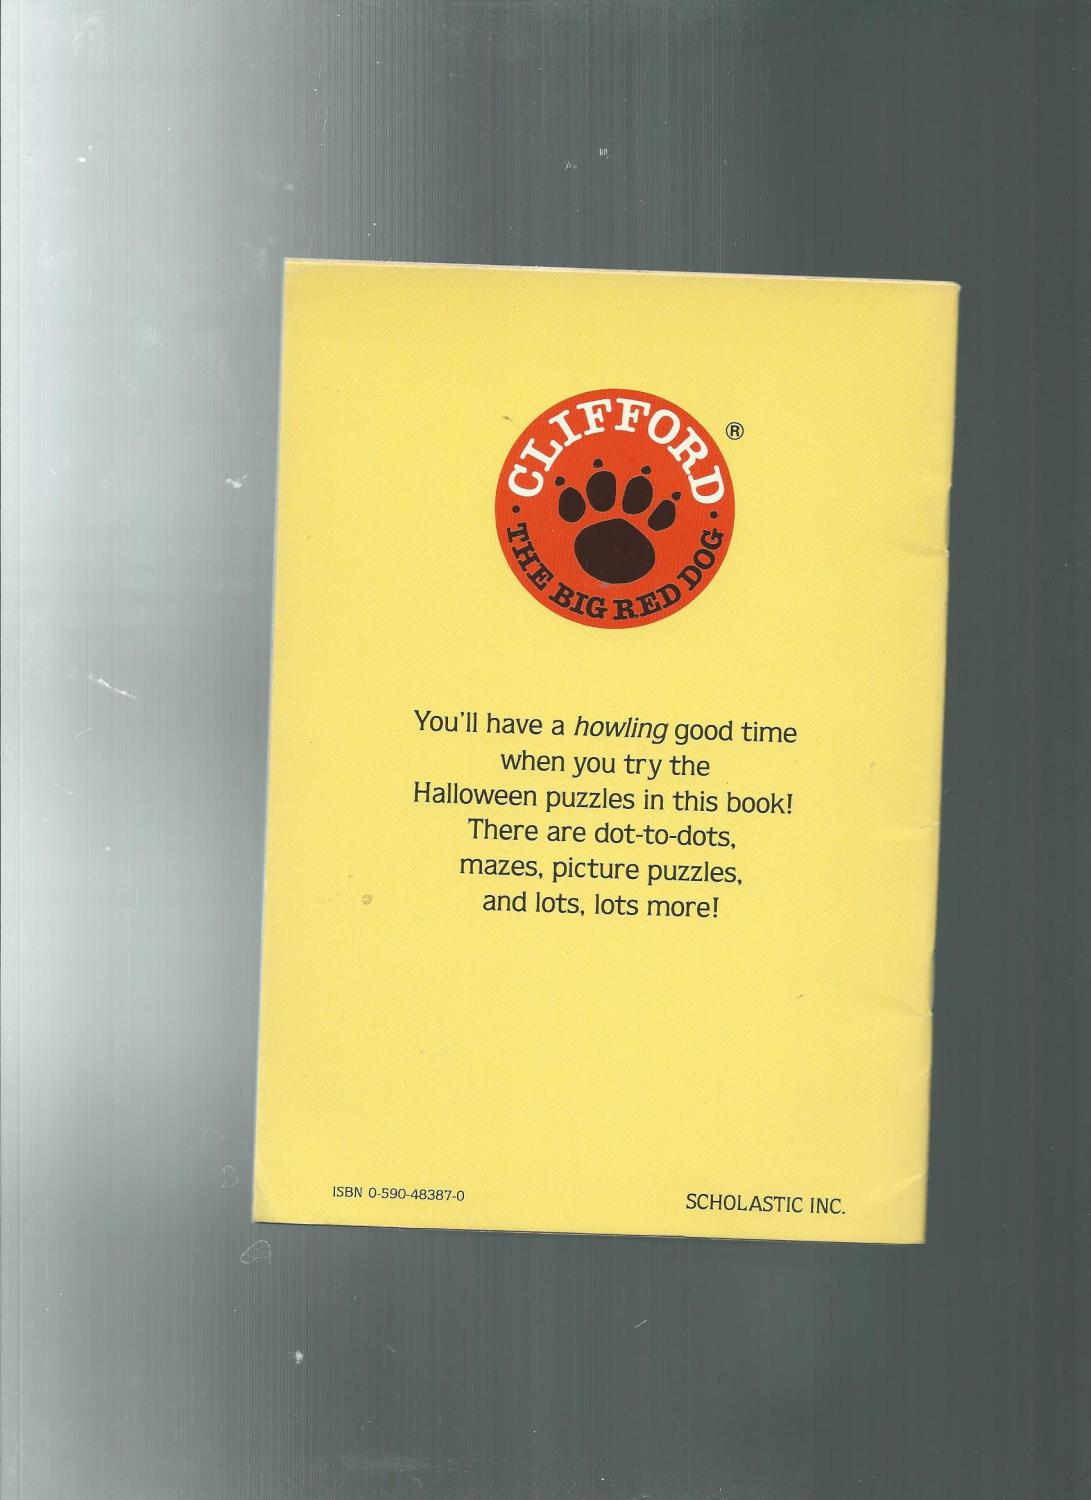 CLIFFORD ®
• THE BIG RED DOG •
You'll have a howling good time
when you try the
Halloween puzzles in this book!
There are dot-to-dots,
mazes, picture puzzles,
and lots, lots more!
ISBN 0-590-48387-0
SCHOLASTIC INC.